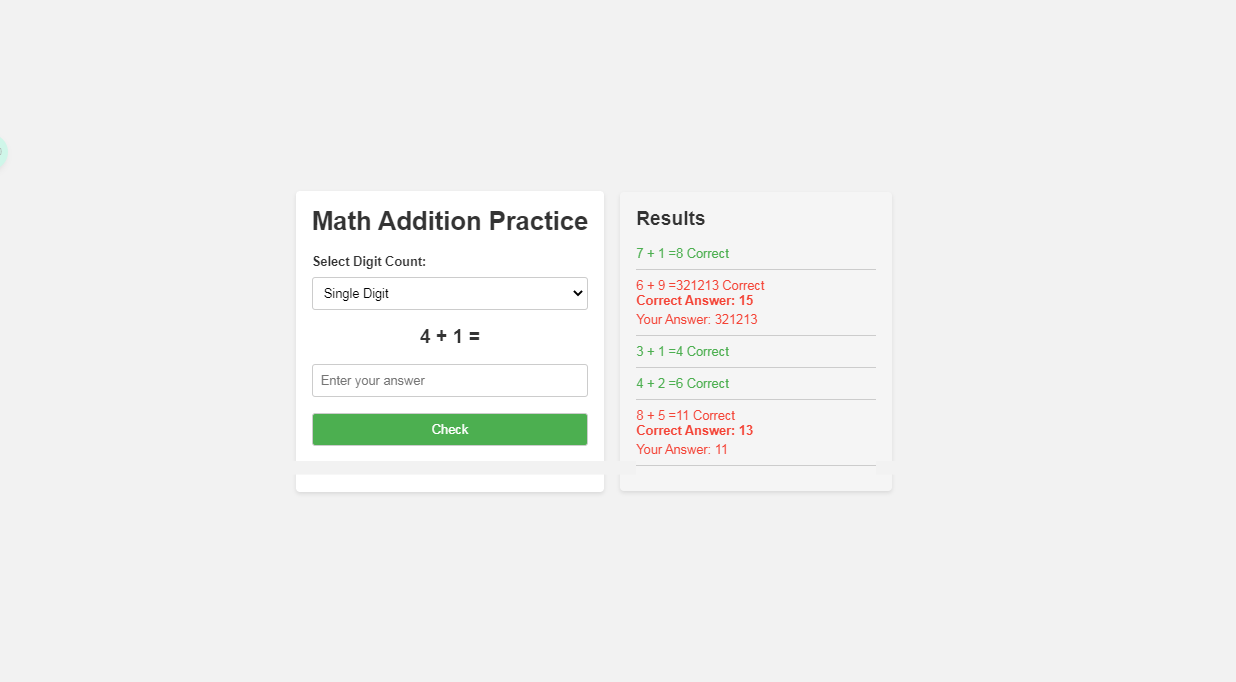 Math Addition Practice
Select Digit Count:
Single Digit
4 + 1 =
Enter your answer
Check
Results
7 + 1 =8 Correct
6 + 9 =321213 Correct
Correct Answer: 15
Your Answer: 321213
3 + 1 =4 Correct
4 + 2 =6 Correct
8 + 5 =11 Correct
Correct Answer: 13
Your Answer: 11